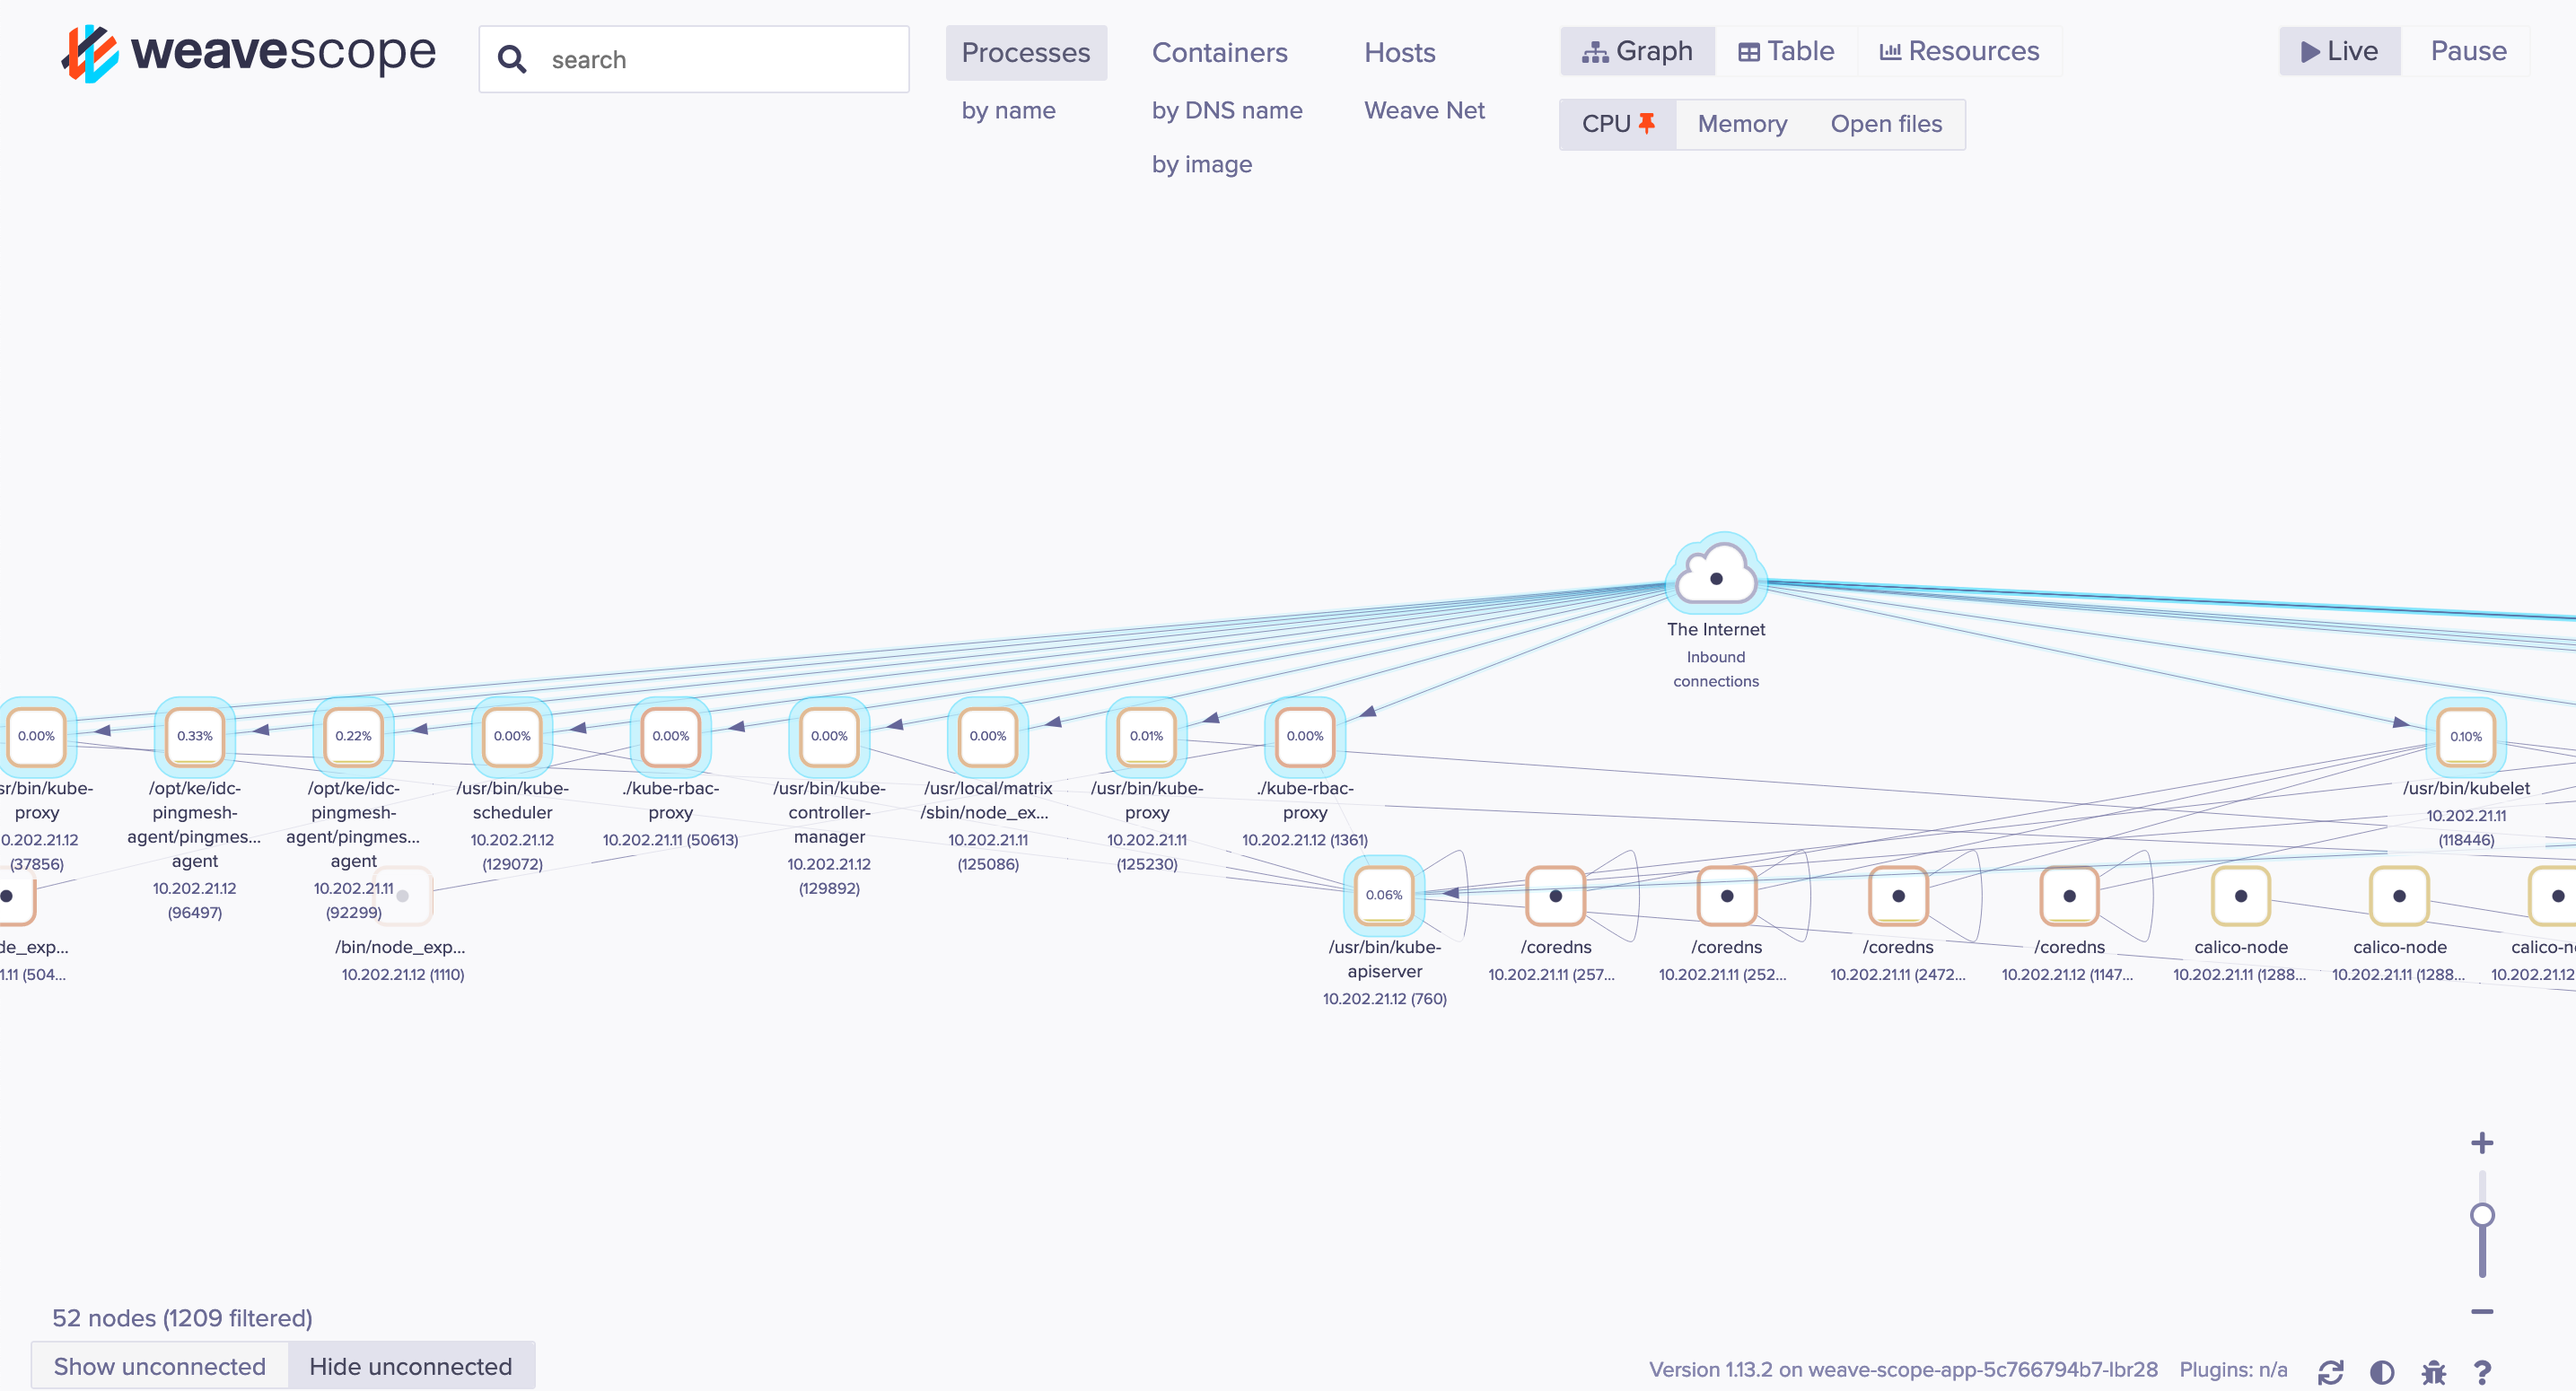 weavescope
search
Processes
Containers
Hosts
Graph
Table
Resources
Live
Pause
by name
by DNS name
Weave Net
CPU
Memory
Open files
by image
The Internet
Inbound
connections
0.00%
0.33%
0.22%
0.00%
0.00%
0.00%
0.00%
0.01%
0.00%
0.10%
sr/bin/kube-
proxy
0.202.21.12
(37856)
/opt/ke/idc-
pingmesh-
agent/pingmes...
agent
10.202.21.12
(96497)
/opt/ke/idc-
pingmesh-
agent/pingmes...
agent
10.202.21.11
(92299)
/usr/bin/kube-
scheduler
10.202.21.12
(129072)
./kube-rbac-
proxy
10.202.21.11 (50613)
/usr/bin/kube-
controller-
manager
10.202.21.12
(129892)
/usr/local/matrix
/sbin/node_ex...
10.202.21.11
(125086)
/usr/bin/kube-
proxy
10.202.21.11
(125230)
./kube-rbac-
proxy
10.202.21.12 (1361)
/usr/bin/kubelet
10.202.21.11
(118446)
de_exp...
1.11 (504...
/bin/node_exp...
10.202.21.12 (1110)
0.06%
/usr/bin/kube-
apiserver
10.202.21.12 (760)
/coredns
10.202.21.11 (257...
/coredns
10.202.21.11 (252...
/coredns
10.202.21.11 (2472...
/coredns
10.202.21.12 (1147...
calico-node
10.202.21.11 (1288...
calico-node
10.202.21.11 (1288...
calico-n
10.202.21.12
52 nodes (1209 filtered)
Show unconnected
Hide unconnected
Version 1.13.2 on weave-scope-app-5c766794b7-lbr28
Plugins: n/a